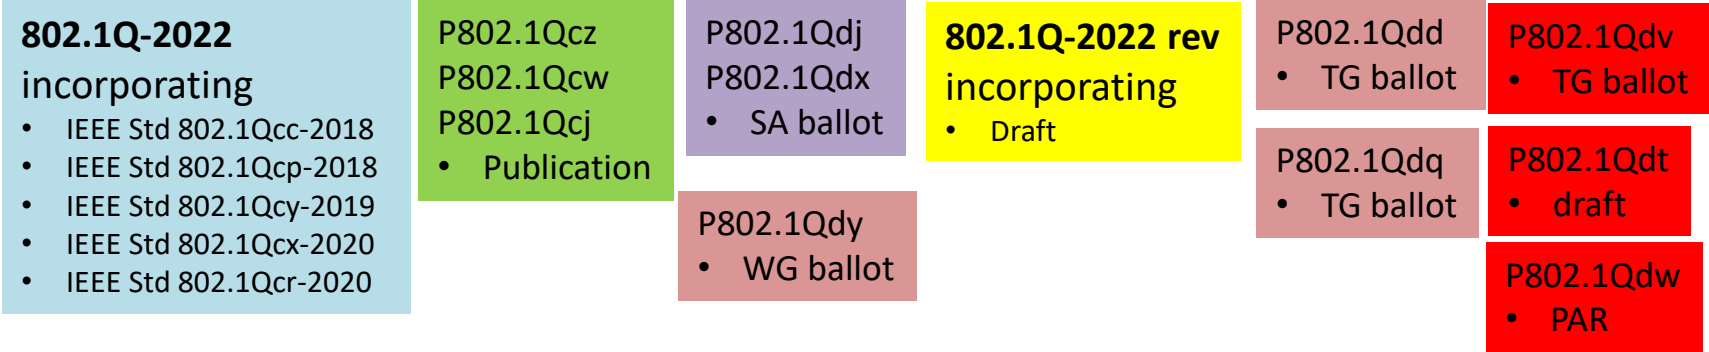 802.1Q-2022
incorporating
• IEEE Std 802.1Qcc-2018
• IEEE Std 802.1Qcp-2018
• IEEE Std 802.1Qcy-2019
• IEEE Std 802.1Qcx-2020
• IEEE Std 802.1Qcr-2020
P802.1Qcz
P802.1Qcw
P802.1Qcj
• Publication
P802.1Qdj
P802.1Qdx
• SA ballot
P802.1Qdy
• WG ballot
802.1Q-2022 rev
incorporating
• Draft
P802.1Qdd
• TG ballot
P802.1Qdq
• TG ballot
P802.1Qdv
• TG ballot
P802.1Qdt
• draft
P802.1Qdw
• PAR